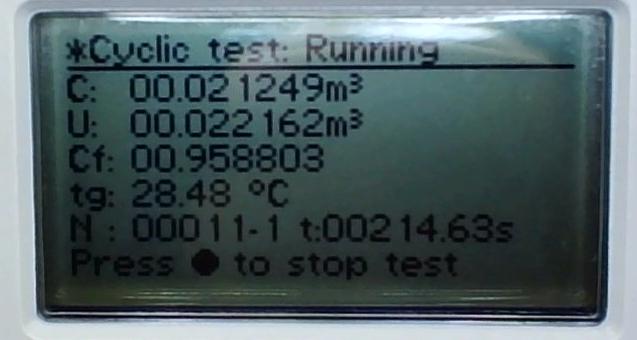 *Cyclic test: Running
C: 00.021249m³
U: 00.022162m³
Cf: 00.958803
tg: 28.48 °C
N : 00011-1 t:00214.63s
Press ● to stop test